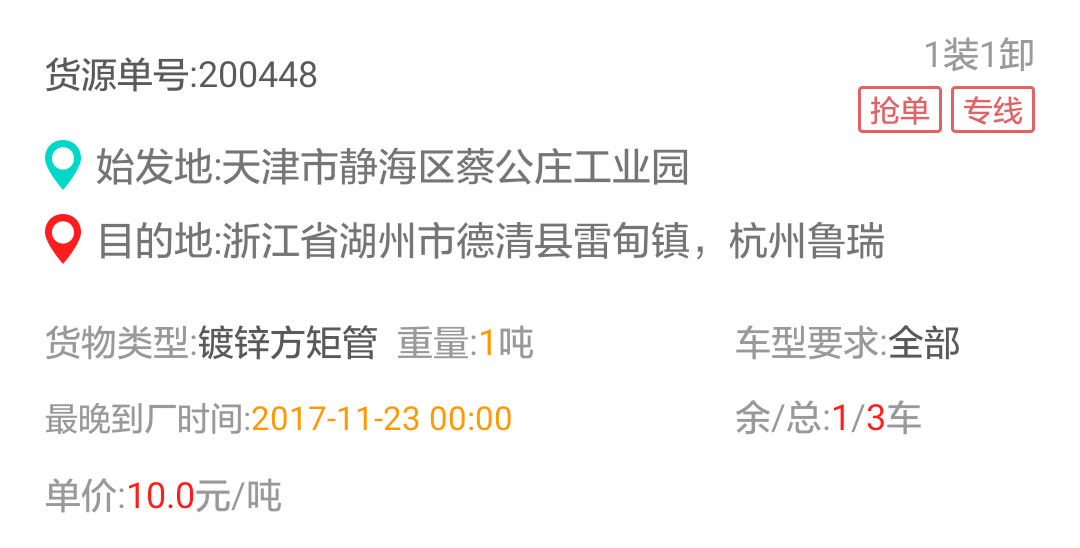 货源单号:200448
1装1卸
抢单 专线
始发地:天津市静海区蔡公庄工业园
目的地:浙江省湖州市德清县雷甸镇，杭州鲁瑞
货物类型:镀锌方矩管 重量:1吨 车型要求:全部
最晚到厂时间:2017-11-23 00:00 余/总:1/3车
单价:10.0元/吨